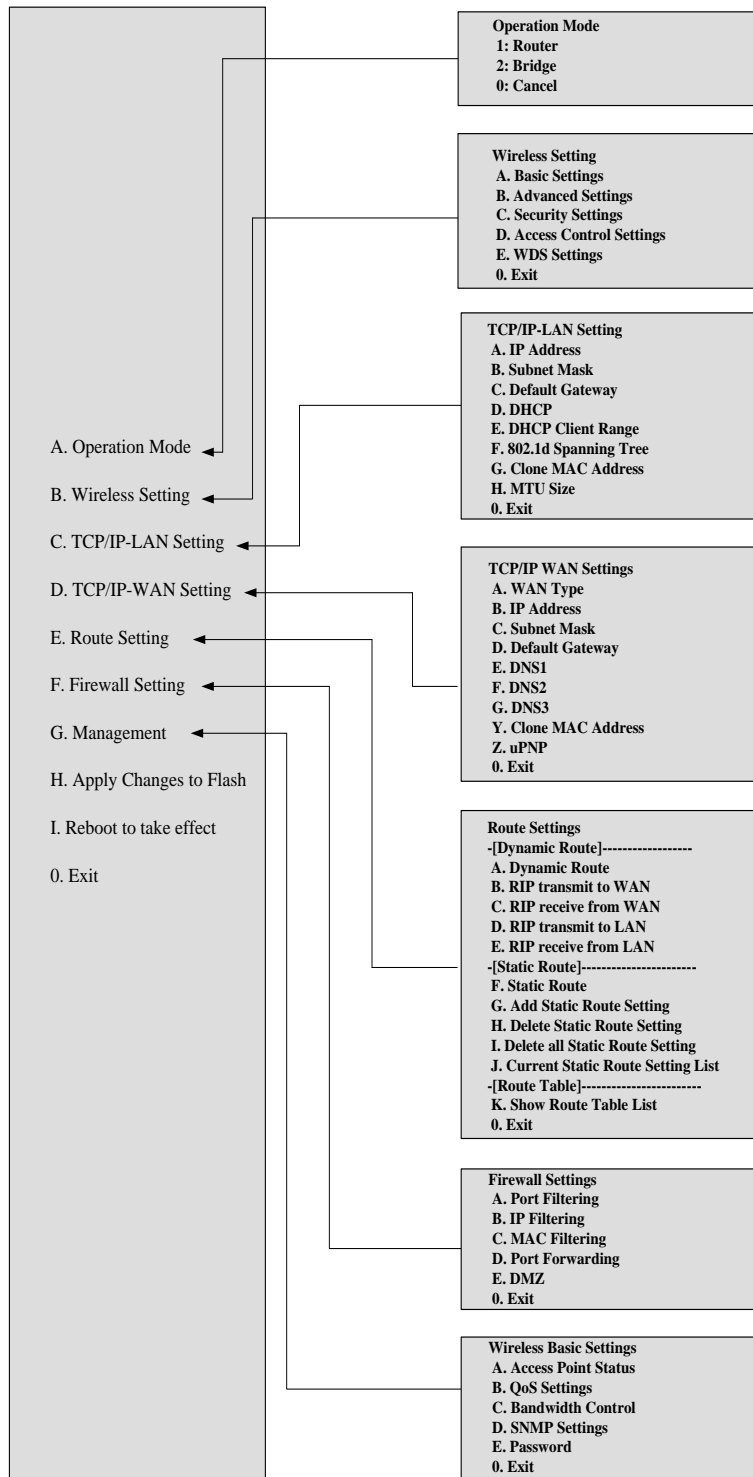 A. Operation Mode
B. Wireless Setting
C. TCP/IP-LAN Setting
D. TCP/IP-WAN Setting
E. Route Setting
F. Firewall Setting
G. Management
H. Apply Changes to Flash
I. Reboot to take effect
0. Exit
Operation Mode
1: Router
2: Bridge
0: Cancel
Wireless Setting
A. Basic Settings
B. Advanced Settings
C. Security Settings
D. Access Control Settings
E. WDS Settings
0. Exit
TCP/IP-LAN Setting
A. IP Address
B. Subnet Mask
C. Default Gateway
D. DHCP
E. DHCP Client Range
F. 802.1d Spanning Tree
G. Clone MAC Address
H. MTU Size
0. Exit
TCP/IP WAN Settings
A. WAN Type
B. IP Address
C. Subnet Mask
D. Default Gateway
E. DNS1
F. DNS2
G. DNS3
Y. Clone MAC Address
Z. uPNP
0. Exit
Route Settings
-[Dynamic Route]------------------
A. Dynamic Route
B. RIP transmit to WAN
C. RIP receive from WAN
D. RIP transmit to LAN
E. RIP receive from LAN
-[Static Route]-----------------------
F. Static Route
G. Add Static Route Setting
H. Delete Static Route Setting
I. Delete all Static Route Setting
J. Current Static Route Setting List
-[Route Table]------------------------
K. Show Route Table List
0. Exit
Firewall Settings
A. Port Filtering
B. IP Filtering
C. MAC Filtering
D. Port Forwarding
E. DMZ
0. Exit
Wireless Basic Settings
A. Access Point Status
B. QoS Settings
C. Bandwidth Control
D. SNMP Settings
E. Password
0. Exit